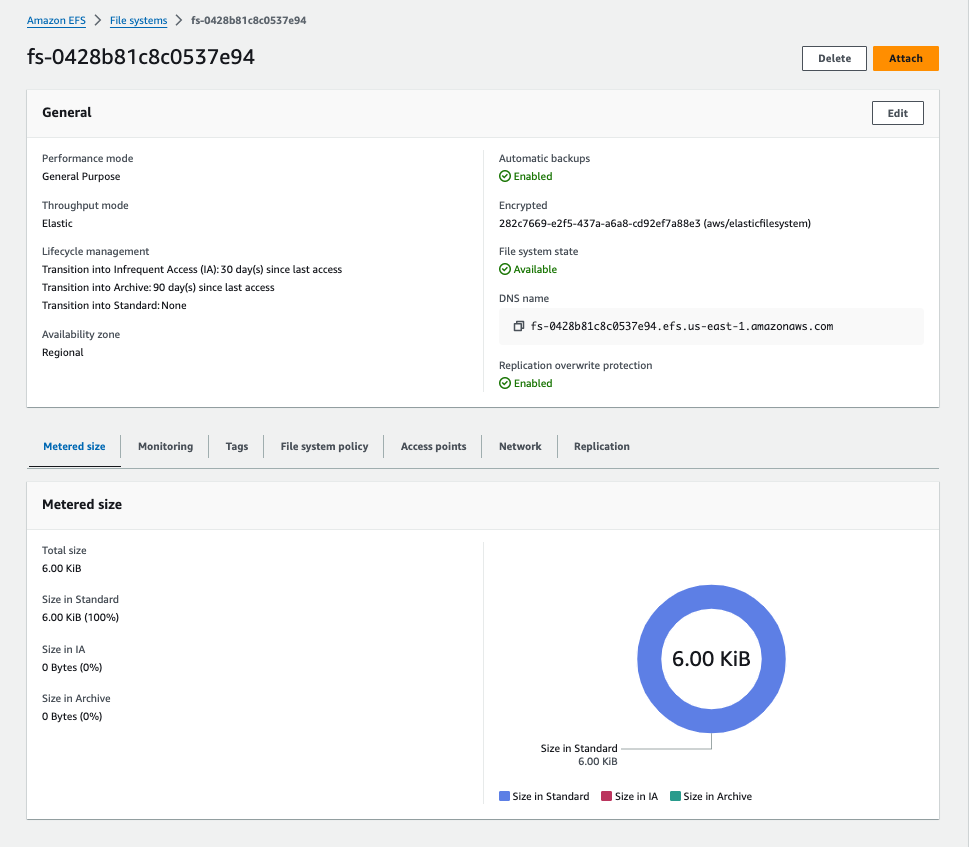 Amazon EFS > File systems > fs-0428b81c8c0537e94
fs-0428b81c8c0537e94
Delete
Attach
General
Edit
Performance mode
General Purpose
Throughput mode
Elastic
Lifecycle management
Transition into Infrequent Access (IA): 30 day(s) since last access
Transition into Archive: 90 day(s) since last access
Transition into Standard: None
Availability zone
Regional
Automatic backups
Enabled
Encrypted
282c7669-e2f5-437a-a6a8-cd92ef7a88e3 (aws/elasticfilesystem)
File system state
Available
DNS name
fs-0428b81c8c0537e94.efs.us-east-1.amazonaws.com
Replication overwrite protection
Enabled
Metered size
Monitoring
Tags
File system policy
Access points
Network
Replication
Metered size
Total size
6.00 KiB
Size in Standard
6.00 KiB (100%)
Size in IA
0 Bytes (0%)
Size in Archive
0 Bytes (0%)
6.00 KiB
Size in Standard
6.00 KiB
Size in Standard
Size in IA
Size in Archive